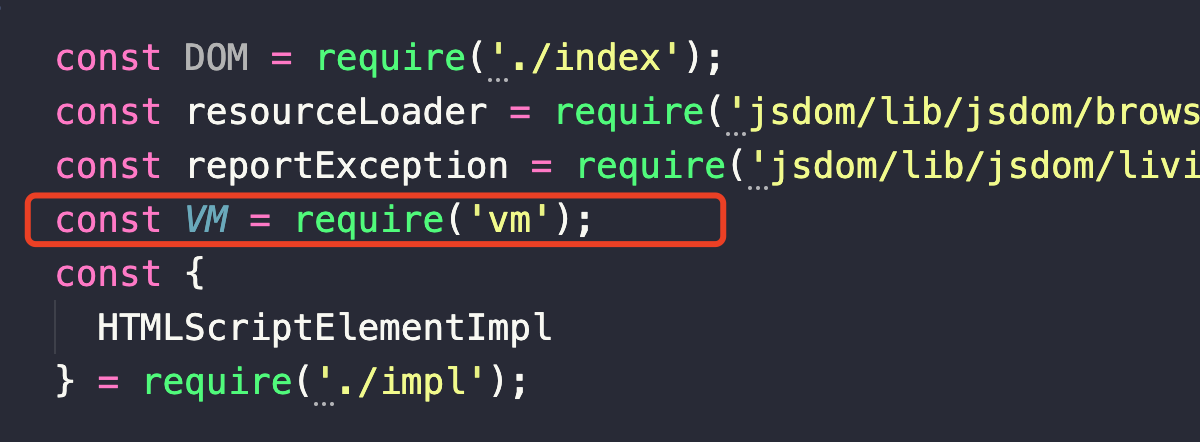 const DOM = require('./index');
const resourceLoader = require('jsdom/lib/jsdom/brows
const reportException = require('jsdom/lib/jsdom/livi
const VM = require('vm');
const {
HTMLScriptElementImpl
} = require('./impl');